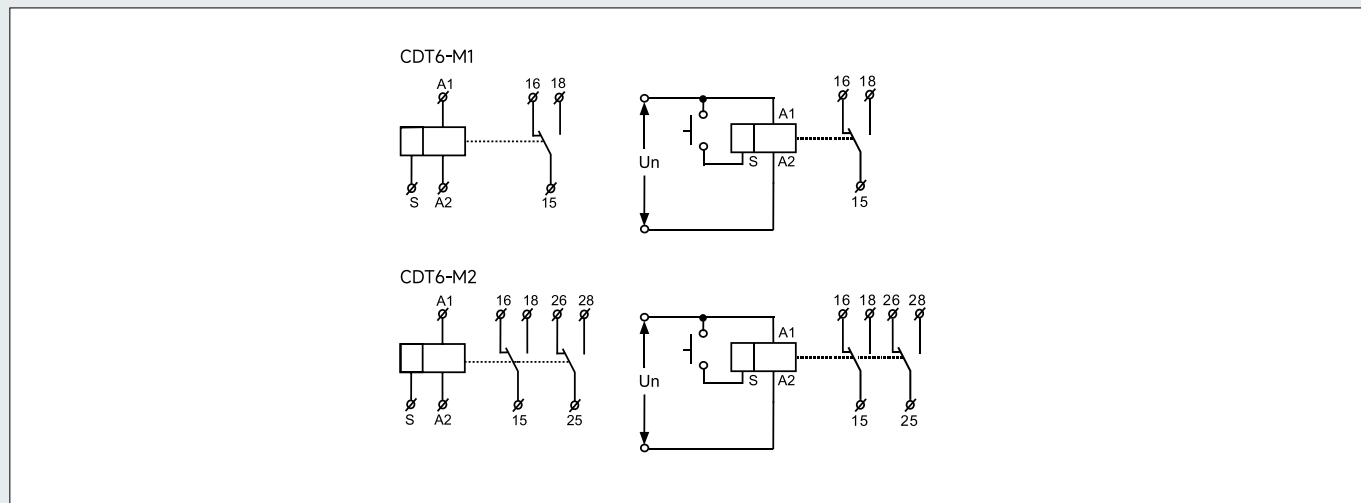 CDT6-M1
A1 16 18
S A2 15
16 18
A1
Un
S A2
15
CDT6-M2
A1 16 18 26 28
S A2 15 25
16 18 26 28
A1
Un
S A2
15 25